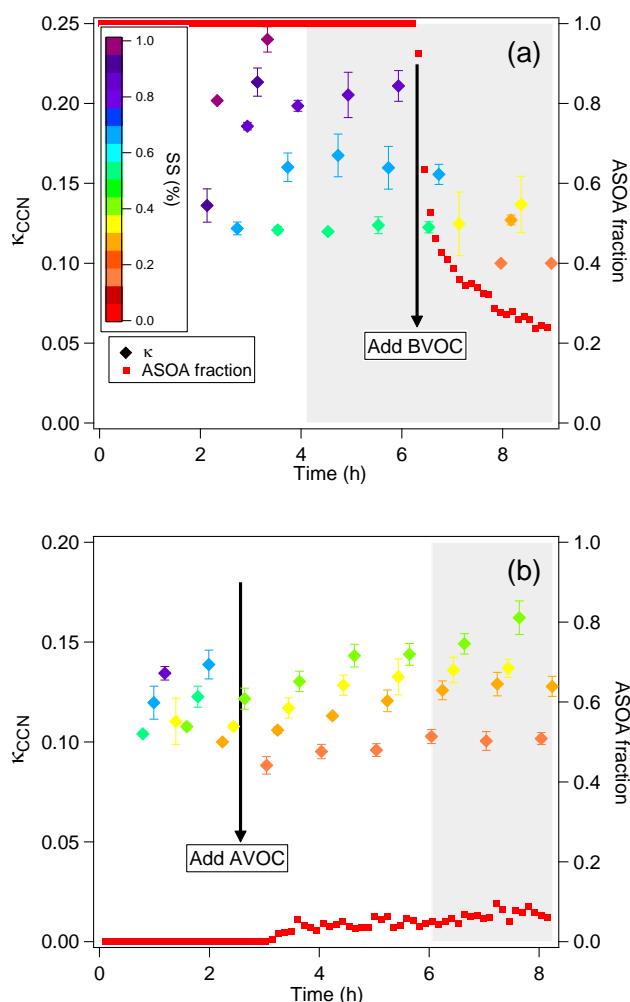 (a)
0.25
0.20
0.15
0.10
0.05
0.00
κCCN
1.0
0.8
0.6
0.4
0.2
0.0
SS (%)
κ
ASOA fraction
Add BVOC
1.0
0.8
0.6
0.4
0.2
0.0
ASOA fraction
0 2 4 6 8
Time (h)
(b)
0.20
0.15
0.10
0.05
0.00
κCCN
Add AVOC
1.0
0.8
0.6
0.4
0.2
0.0
ASOA fraction
0 2 4 6 8
Time (h)